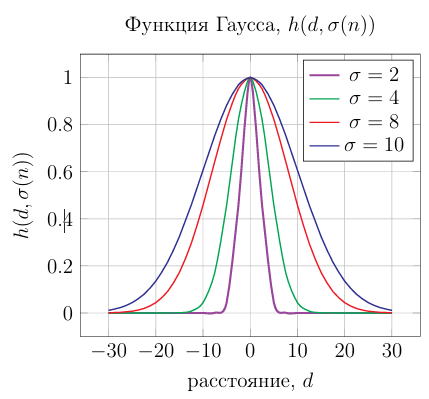 Функция Гаусса, h(d, σ(n))
σ = 2
σ = 4
σ = 8
σ = 10
h(d, σ(n))
1
0.8
0.6
0.4
0.2
0
−30 −20 −10 0 10 20 30
расстояние, d